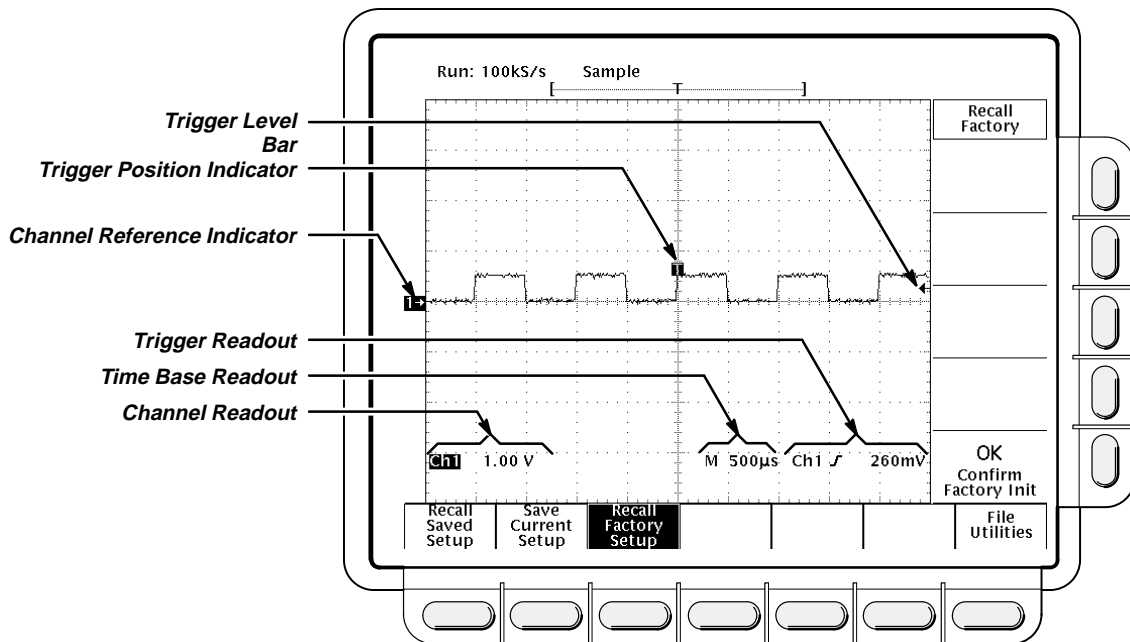 Run: 100kS/s Sample
[ T ]
Trigger Level
Bar
Trigger Position Indicator
Channel Reference Indicator
Trigger Readout
Time Base Readout
Channel Readout
T
1→
Ch1 1.00 V M 500µs Ch1 ƒ 260mV
Recall
Factory
OK
Confirm
Factory Init
Recall
Saved
Setup
Save
Current
Setup
Recall
Factory
Setup
File
Utilities